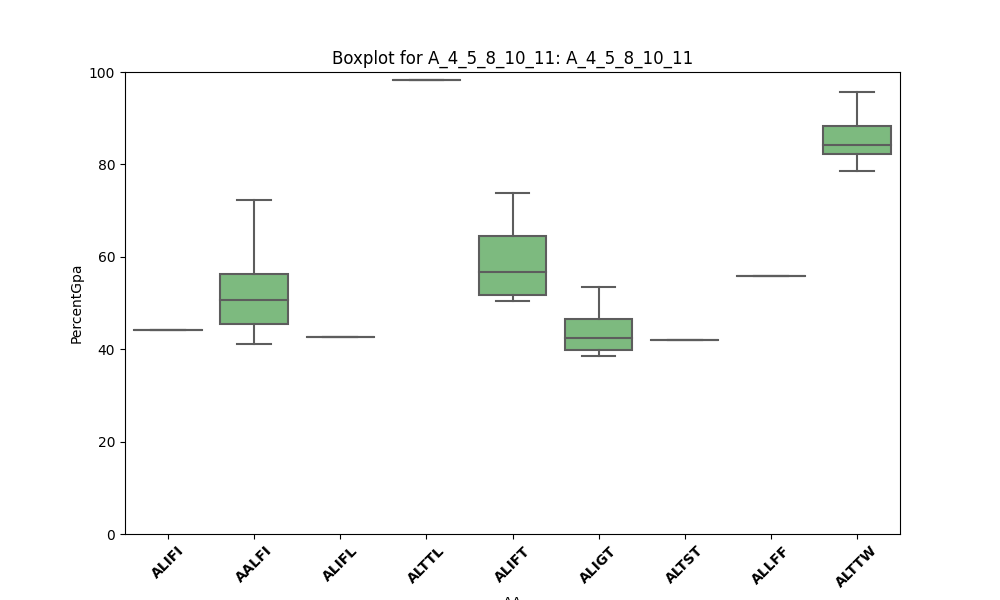 Boxplot for A_4_5_8_10_11: A_4_5_8_10_11
100
80
60
40
20
0
PercentGpa
ALIFI
AALFI
ALIFL
ALTTL
ALIFT
ALIGT
ALTST
ALLFF
ALTTW